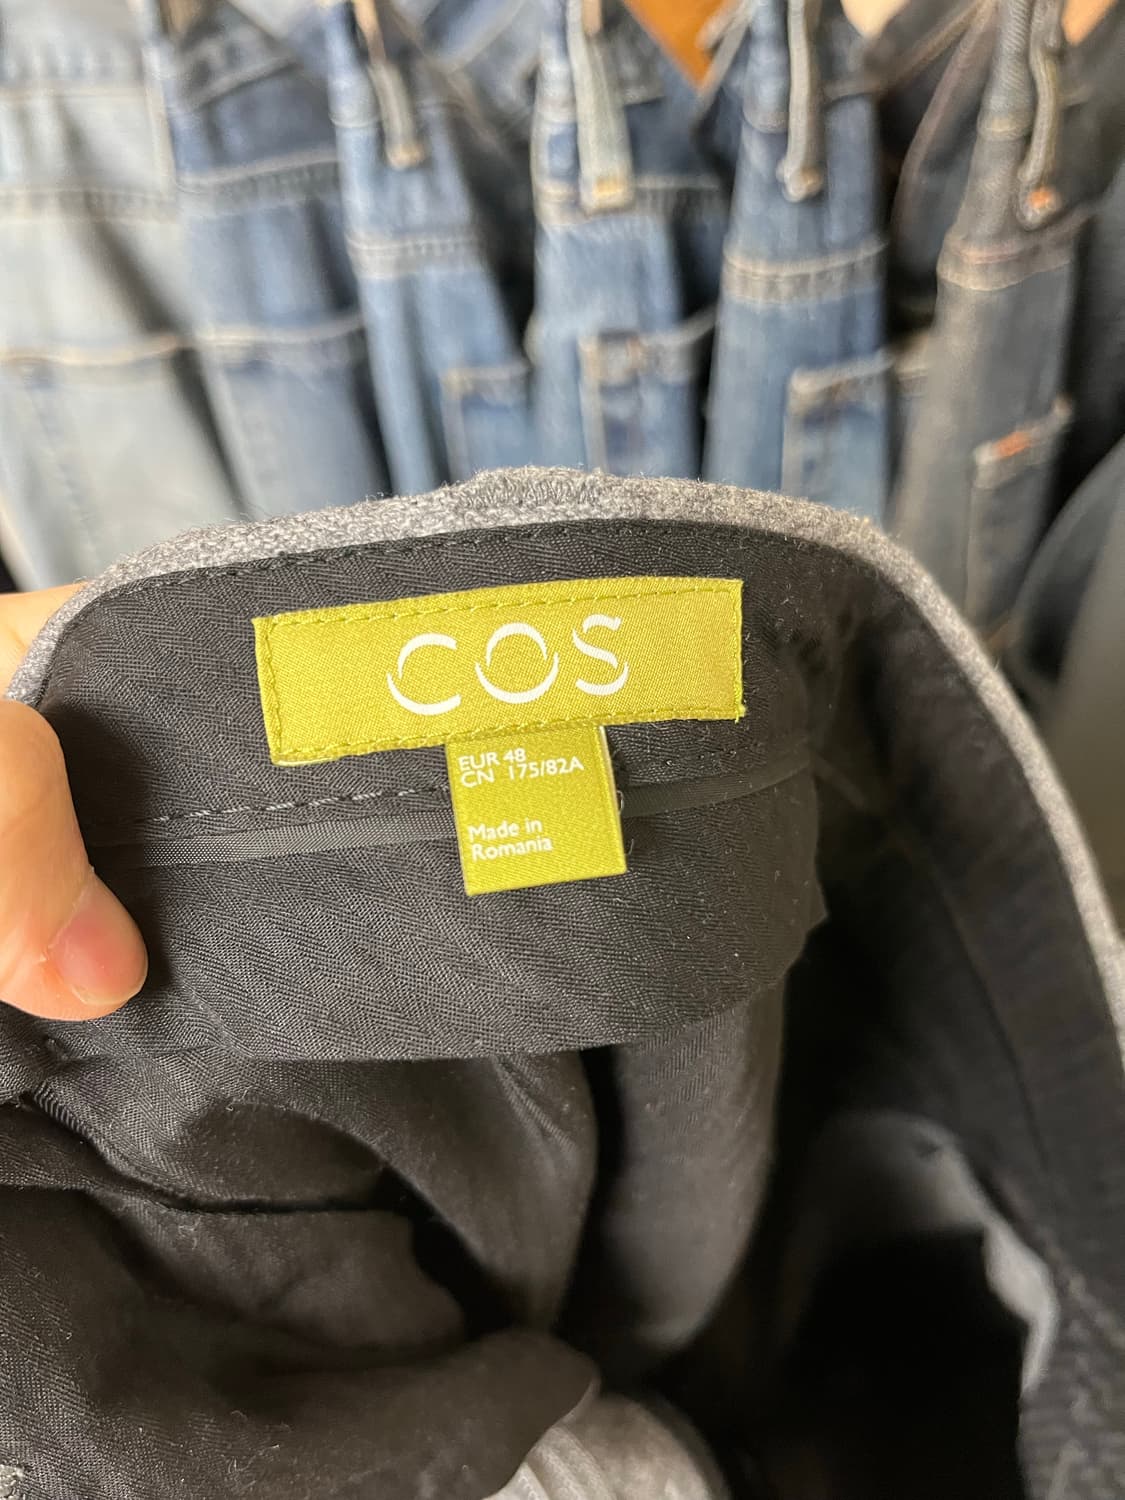 COS
EUR 48
CN 175/82A
Made in
Romania